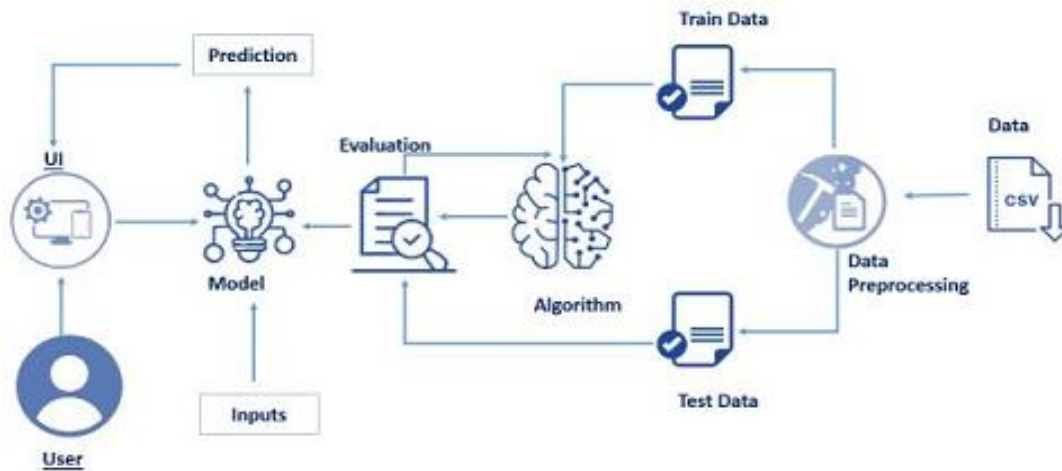 Train Data
Prediction
Data
Evaluation
UI
CSV
Model
Data
Preprocessing
Algorithm
Test Data
Inputs
User